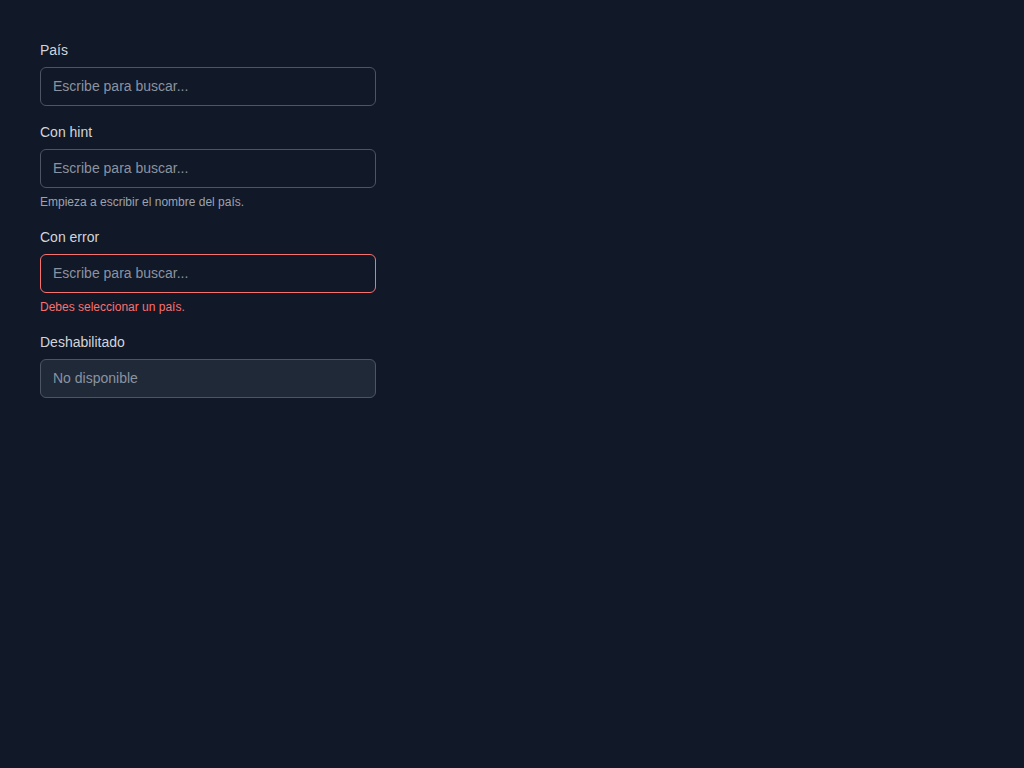 País
Escribe para buscar...
Con hint
Escribe para buscar...
Empieza a escribir el nombre del país.
Con error
Escribe para buscar...
Debes seleccionar un país.
Deshabilitado
No disponible